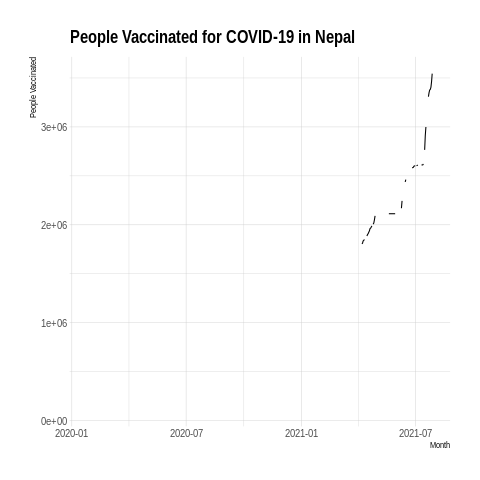 People Vaccinated for COVID-19 in Nepal
People Vaccinated
3e+06
2e+06
1e+06
0e+00
2020-01 2020-07 2021-01 2021-07
Month